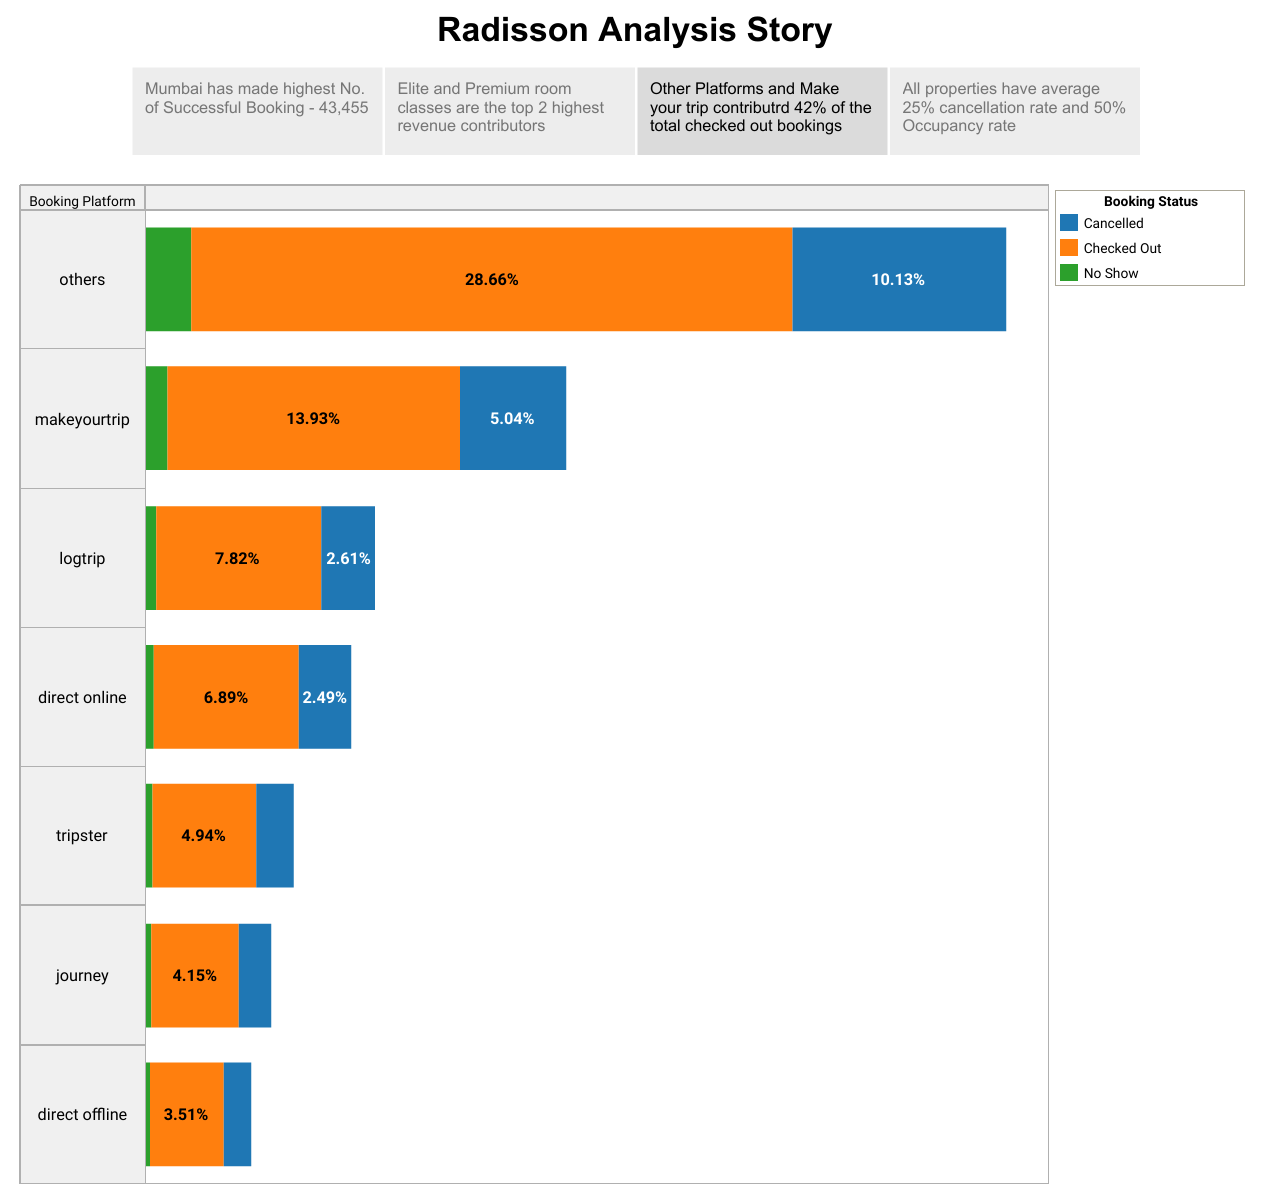 Radisson Analysis Story
Mumbai has made highest No.
of Successful Booking - 43,455
Elite and Premium room
classes are the top 2 highest
revenue contributors
Other Platforms and Make
your trip contributrd 42% of the
total checked out bookings
All properties have average
25% cancellation rate and 50%
Occupancy rate
Booking Platform
Booking Status
Cancelled
Checked Out
No Show
others
28.66%
10.13%
makeyourtrip
13.93%
5.04%
logtrip
7.82%
2.61%
direct online
6.89%
2.49%
tripster
4.94%
journey
4.15%
direct offline
3.51%